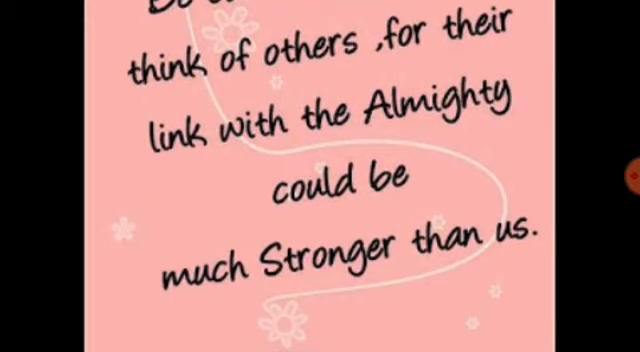 think of others ,for their
link with the Almighty
could be
much Stronger than us.